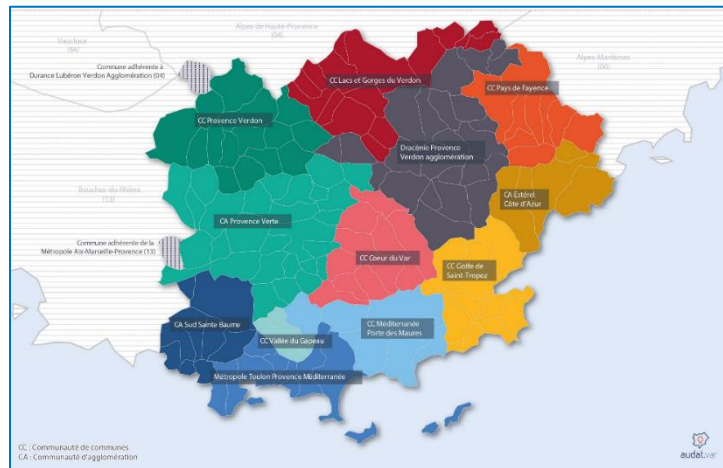 Alpes de Haute-Provence
(04)
Vaucluse
(84)
Commune adhérente à
Durance Lubéron Verdon Agglomération (04)
Alpes-Maritimes
(06)
CC Lacs et Gorges du Verdon
CC Pays de Fayence
CC Provence Verdon
Dracénie Provence
Verdon agglomération
Bouches-du-Rhône
(13)
CA Estérel
Côte d'Azur
CA Provence Verte
Commune adhérente de la
Métropole Aix-Marseille-Provence (13)
CC Coeur du Var
CC Golfe de
Saint-Tropez
CA Sud Sainte Baume
CC Méditerranée
Porte des Maures
CC Vallée du Gapeau
Métropole Toulon Provence Méditerranée
CC : Communauté de communes
CA : Communauté d'agglomération
audat.var